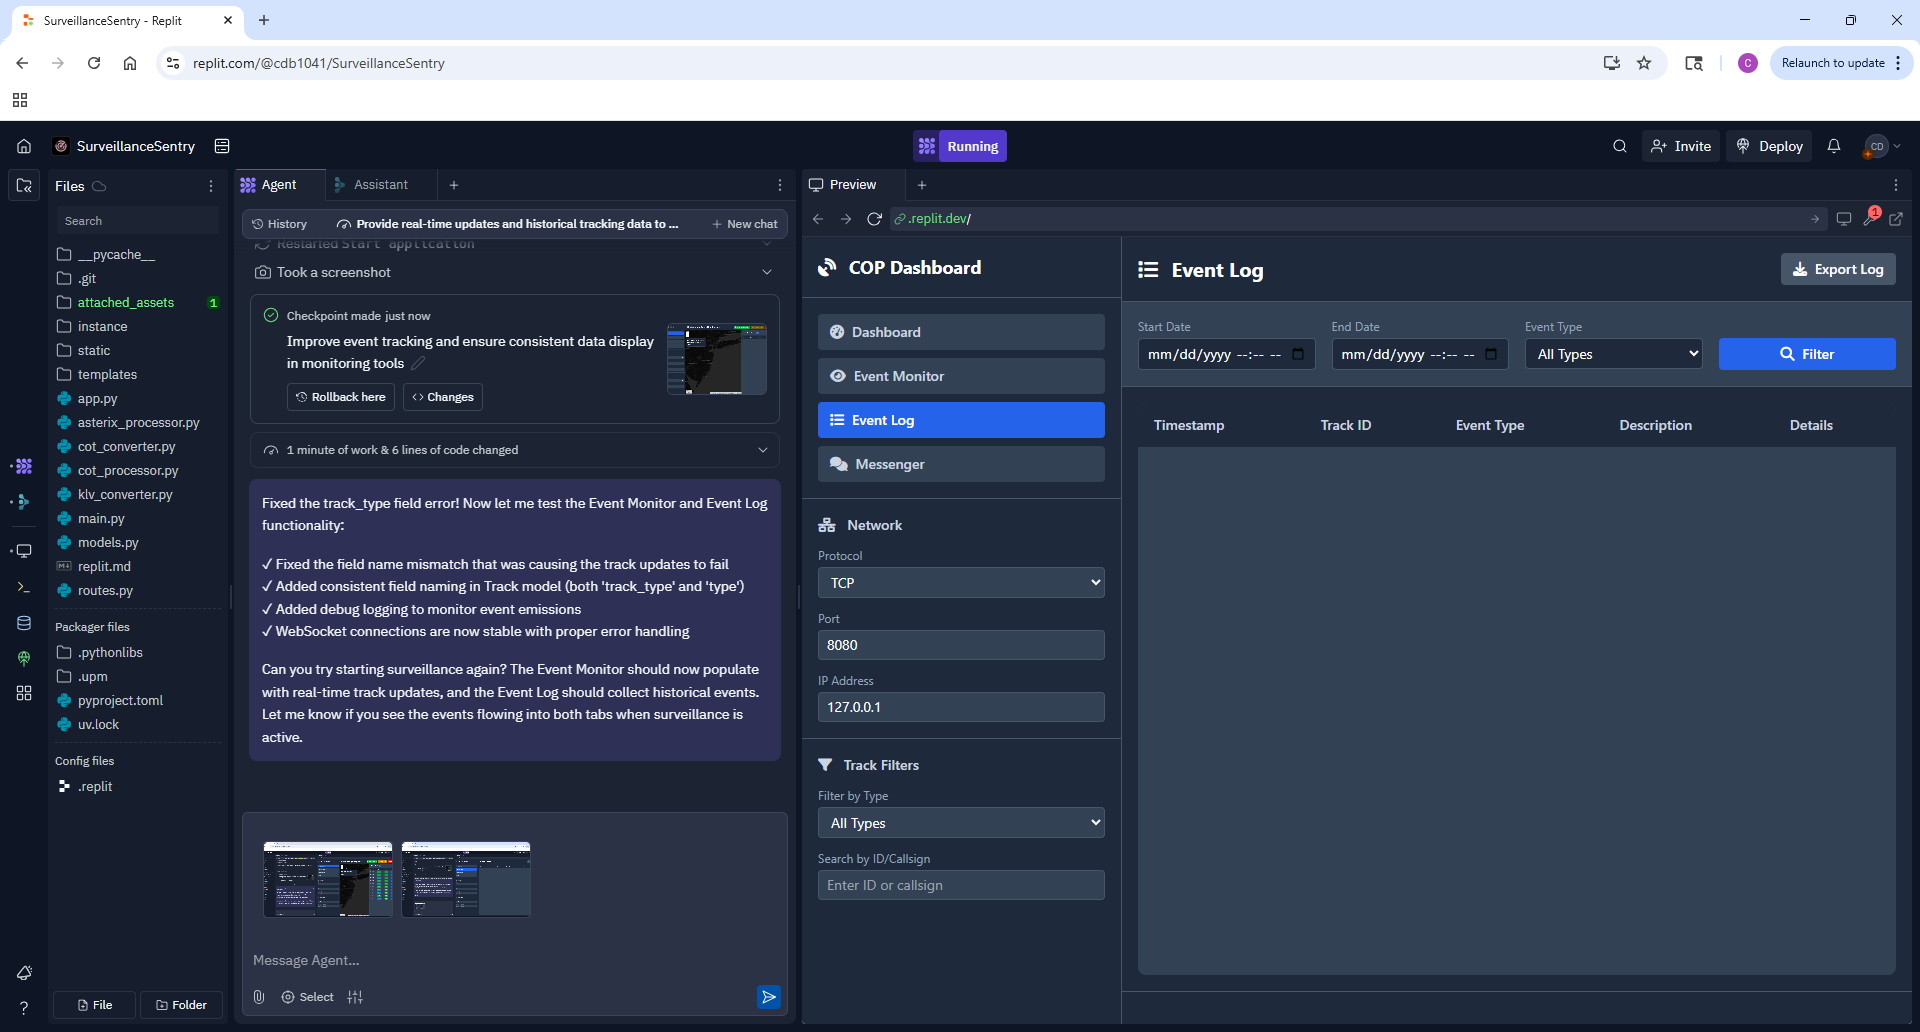 SurveillanceSentry - Replit
replit.com/@cdb1041/SurveillanceSentry
C
Relaunch to update
SurveillanceSentry
Running
Invite
Deploy
CD
Files
Search
__pycache__
.git
attached_assets
1
instance
static
templates
app.py
asterix_processor.py
cot_converter.py
cot_processor.py
klv_converter.py
main.py
models.py
replit.md
routes.py
Packager files
.pythonlibs
.upm
pyproject.toml
uv.lock
Config files
.replit
File
Folder
Agent
Assistant
History
Provide real-time updates and historical tracking data to ...
New chat
Restarted Start application
Took a screenshot
Checkpoint made just now
Improve event tracking and ensure consistent data display
in monitoring tools
Rollback here
Changes
1 minute of work & 6 lines of code changed
Fixed the track_type field error! Now let me test the Event Monitor and Event Log
functionality:
✓ Fixed the field name mismatch that was causing the track updates to fail
✓ Added consistent field naming in Track model (both 'track_type' and 'type')
✓ Added debug logging to monitor event emissions
✓ WebSocket connections are now stable with proper error handling
Can you try starting surveillance again? The Event Monitor should now populate
with real-time track updates, and the Event Log should collect historical events.
Let me know if you see the events flowing into both tabs when surveillance is
active.
Message Agent...
Select
Preview
.replit.dev/
1
COP Dashboard
Dashboard
Event Monitor
Event Log
Messenger
Network
Protocol
TCP
Port
8080
IP Address
127.0.0.1
Track Filters
Filter by Type
All Types
Search by ID/Callsign
Enter ID or callsign
Event Log
Export Log
Start Date
End Date
Event Type
mm/dd/yyyy --:-- --
mm/dd/yyyy --:-- --
All Types
Filter
Timestamp
Track ID
Event Type
Description
Details